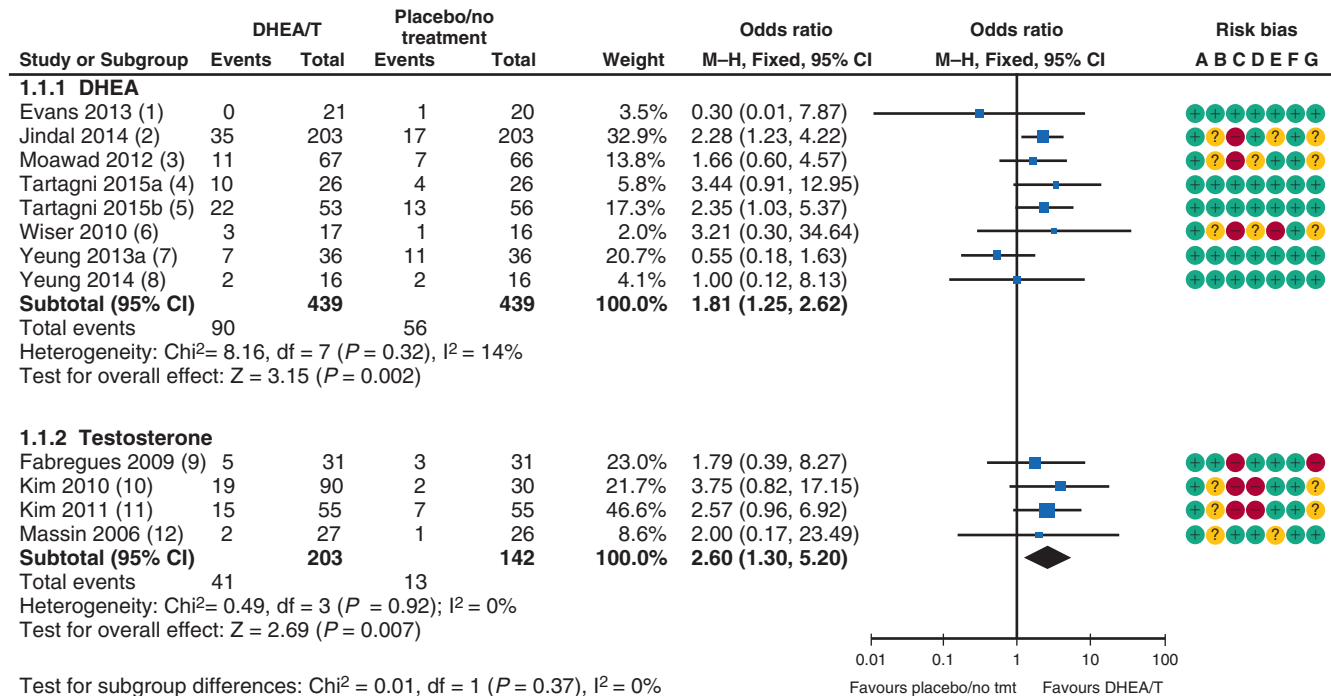 DHEA/T Placebo/no treatment Odds ratio Odds ratio Risk bias
Study or Subgroup Events Total Events Total Weight M–H, Fixed, 95% CI M–H, Fixed, 95% CI A B C D E F G
1.1.1 DHEA
Evans 2013 (1) 0 21 1 20 3.5% 0.30 (0.01, 7.87) + + + + + + +
Jindal 2014 (2) 35 203 17 203 32.9% 2.28 (1.23, 4.22) + ? – + ? + ?
Moawad 2012 (3) 11 67 7 66 13.8% 1.66 (0.60, 4.57) + ? – ? + + ?
Tartagni 2015a (4) 10 26 4 26 5.8% 3.44 (0.91, 12.95) + + + + + + +
Tartagni 2015b (5) 22 53 13 56 17.3% 2.35 (1.03, 5.37) + + + + + + +
Wiser 2010 (6) 3 17 1 16 2.0% 3.21 (0.30, 34.64) + ? – ? – + ?
Yeung 2013a (7) 7 36 11 36 20.7% 0.55 (0.18, 1.63) + + + + + + +
Yeung 2014 (8) 2 16 2 16 4.1% 1.00 (0.12, 8.13) + + + + + + +
Subtotal (95% CI) 439 439 100.0% 1.81 (1.25, 2.62)
Total events 90 56
Heterogeneity: Chi²= 8.16, df = 7 (P = 0.32), I² = 14%
Test for overall effect: Z = 3.15 (P = 0.002)
1.1.2 Testosterone
Fabregues 2009 (9) 5 31 3 31 23.0% 1.79 (0.39, 8.27) + + – + + + –
Kim 2010 (10) 19 90 2 30 21.7% 3.75 (0.82, 17.15) + ? – – + + ?
Kim 2011 (11) 15 55 7 55 46.6% 2.57 (0.96, 6.92) + ? – – + + ?
Massin 2006 (12) 2 27 1 26 8.6% 2.00 (0.17, 23.49) + ? + + ? + +
Subtotal (95% CI) 203 142 100.0% 2.60 (1.30, 5.20)
Total events 41 13
Heterogeneity: Chi²= 0.49, df = 3 (P = 0.92); I² = 0%
Test for overall effect: Z = 2.69 (P = 0.007)
0.01 0.1 1 10 100
Test for subgroup differences: Chi² = 0.01, df = 1 (P = 0.37), I² = 0% Favours placebo/no tmt Favours DHEA/T